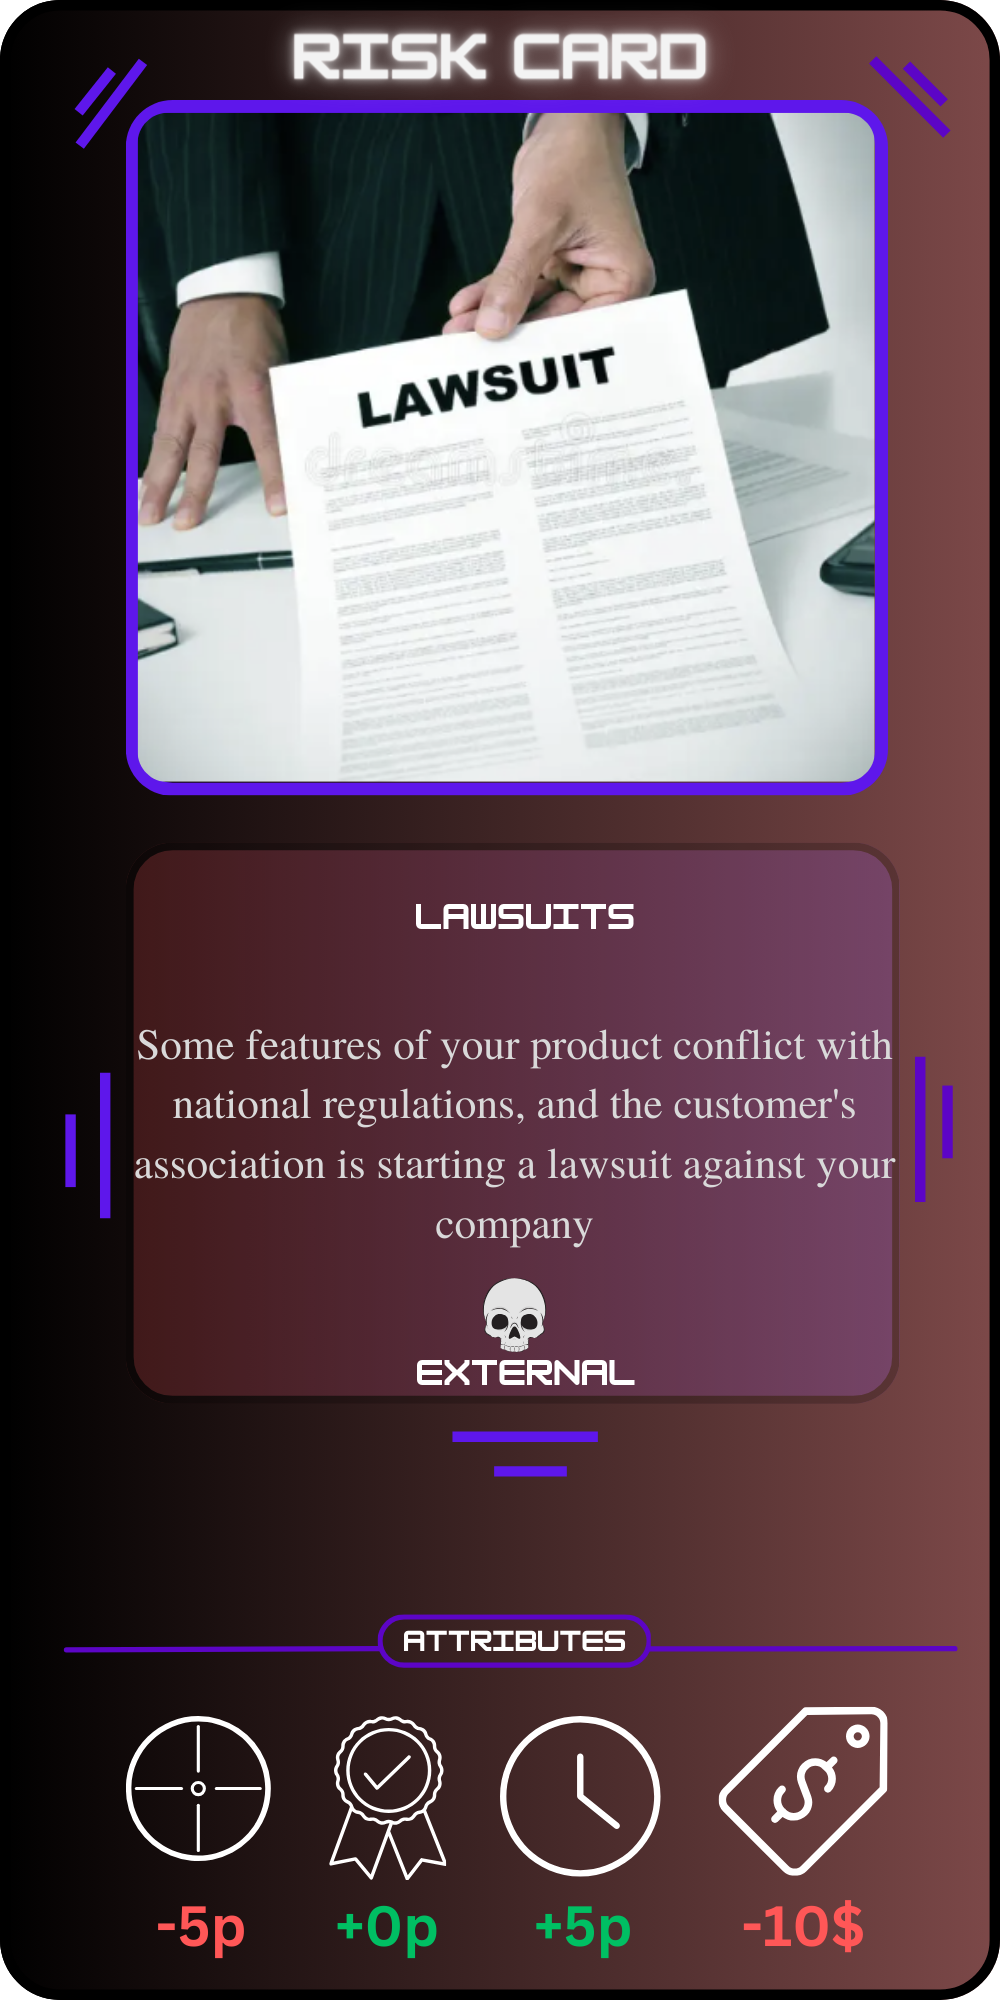 RISK CARD
LAWSUIT
dreamstime
LAWSUITS
Some features of your product conflict with
national regulations, and the customer's
association is starting a lawsuit against your
company
EXTERNAL
ATTRIBUTES
-5p +0p +5p -10$